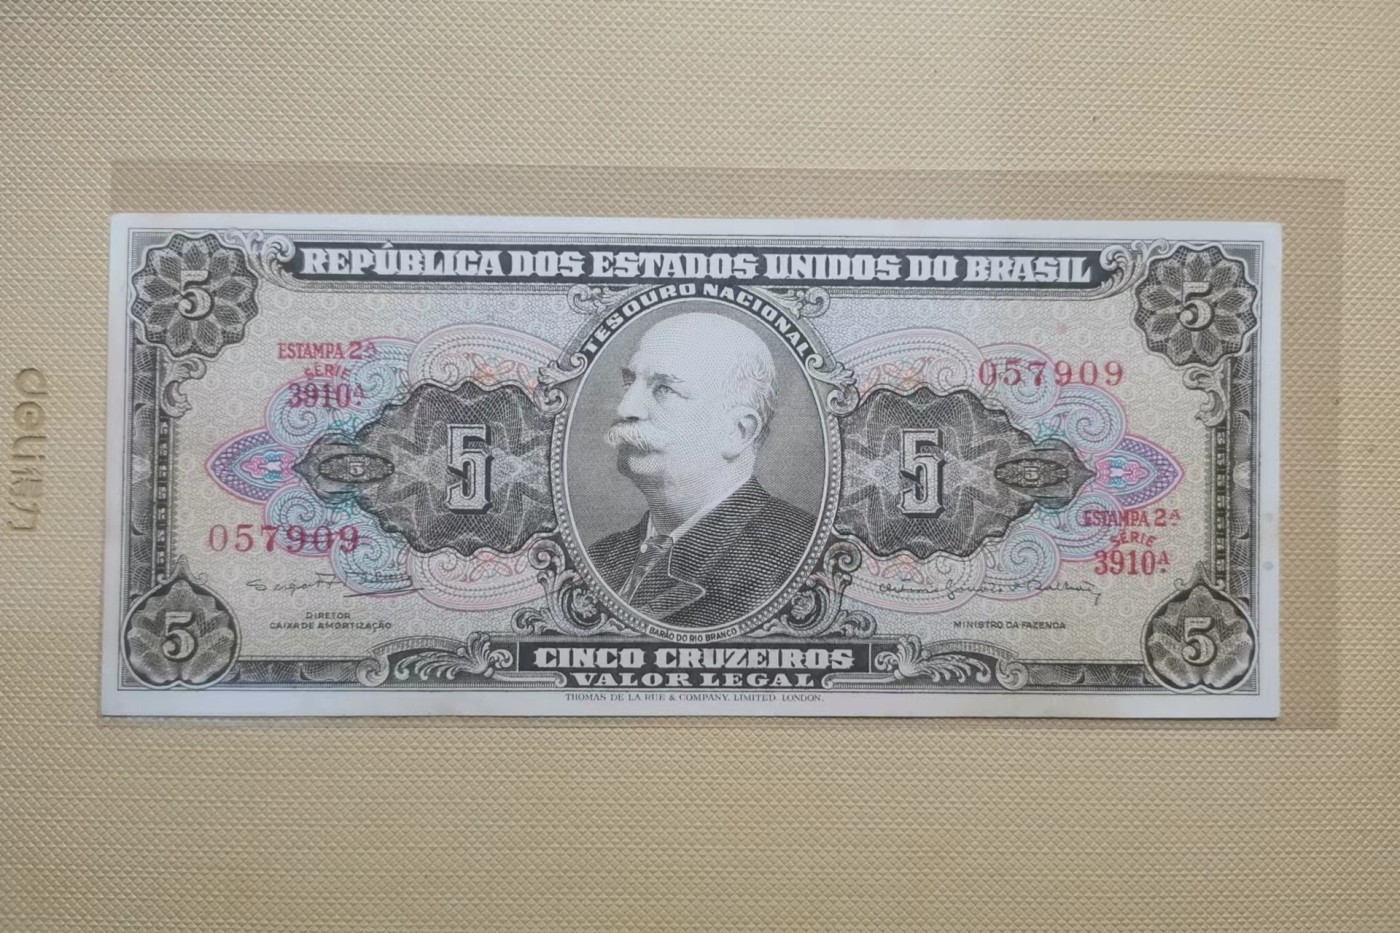 REPÚBLICA DOS ESTADOS UNIDOS DO BRASIL
TESOURO NACIONAL
5
5
ESTAMPA 2ª
SÉRIE
3910ª
057909
5
5
5
5
057909
ESTAMPA 2ª
SÉRIE
3910ª
DIRETOR
CAIXA DE AMORTIZAÇÃO
MINISTRO DA FAZENDA
BARÃO DO RIO BRANCO
5
5
CINCO CRUZEIROS
VALOR LEGAL
THOMAS DE LA RUE & COMPANY, LIMITED. LONDON.